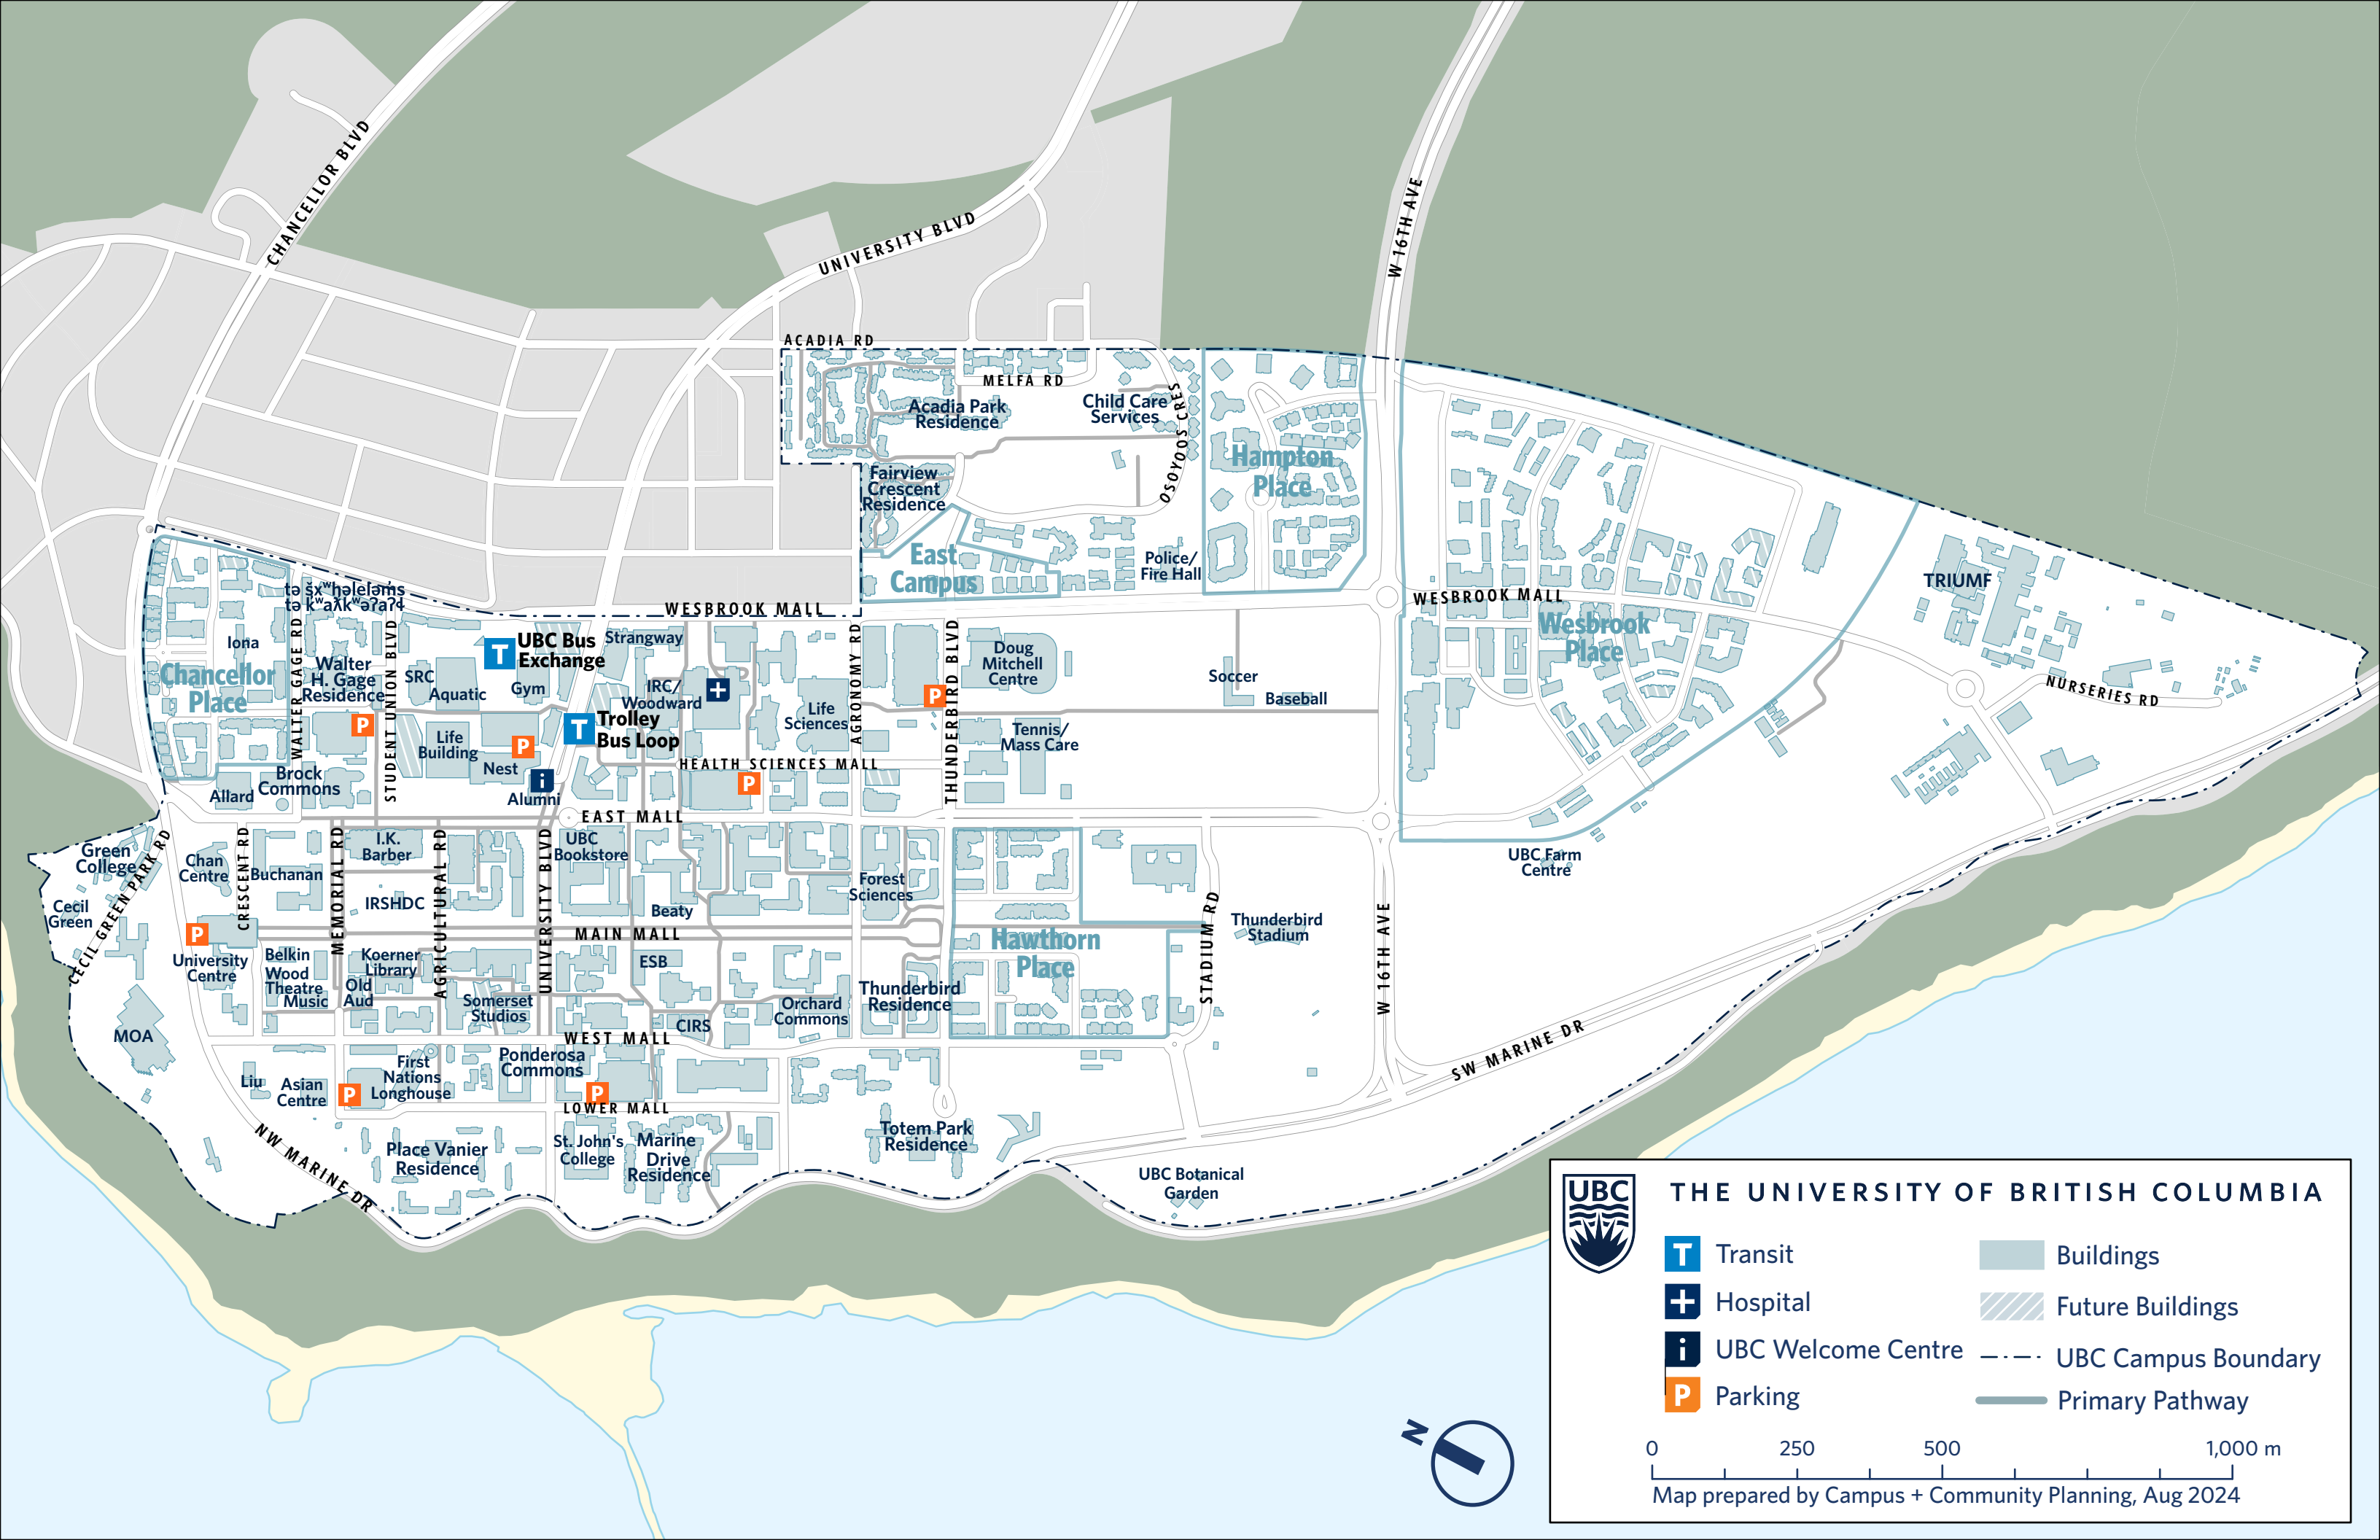 CHANCELLOR BLVD
UNIVERSITY BLVD
W 16TH AVE
ACADIA RD
MELFA RD
Acadia Park
Residence
Child Care
Services
OSOYOOS CRES
Hampton
Place
Fairview
Crescent
Residence
East
Campus
Police/
Fire Hall
WESBROOK MALL
WESBROOK MALL
Wesbrook
Place
TRIUMF
NURSERIES RD
Iona
Chancellor
Place
WALTER GAGE RD
Walter
H. Gage
Residence
STUDENT UNION BLVD
SRC
Aquatic
T
UBC Bus
Exchange
Gym
Strangway
IRC/
Woodward
T
Trolley
Bus Loop
Life
Sciences
AGRONOMY RD
P
THUNDERBIRD BLVD
Doug
Mitchell
Centre
Tennis/
Mass Care
Soccer
Baseball
P
Life
Building
P
Nest
i
Alumni
HEALTH SCIENCES MALL
P
Brock
Commons
Allard
EAST MALL
Green
College
CECIL GREEN PARK RD
Cecil
Green
Chan
Centre
CRESCENT RD
Buchanan
MEMORIAL RD
I.K.
Barber
IRSHDC
AGRICULTURAL RD
UNIVERSITY BLVD
UBC
Bookstore
Beaty
Forest
Sciences
UBC Farm
Centre
P
University
Centre
MAIN MALL
Belkin
Wood
Theatre
Music
Koerner
Library
Old
Aud
Somerset
Studios
ESB
CIRS
Orchard
Commons
Thunderbird
Residence
Hawthorn
Place
STADIUM RD
Thunderbird
Stadium
W 16TH AVE
MOA
WEST MALL
Liu
Asian
Centre
P
First
Nations
Longhouse
Ponderosa
Commons
P
LOWER MALL
SW MARINE DR
NW MARINE DR
Place Vanier
Residence
St. John's
College
Marine
Drive
Residence
Totem Park
Residence
UBC Botanical
Garden
N
UBC
THE UNIVERSITY OF BRITISH COLUMBIA
T Transit
Hospital
i UBC Welcome Centre
P Parking
Buildings
Future Buildings
UBC Campus Boundary
Primary Pathway
0 250 500 1,000 m
Map prepared by Campus + Community Planning, Aug 2024